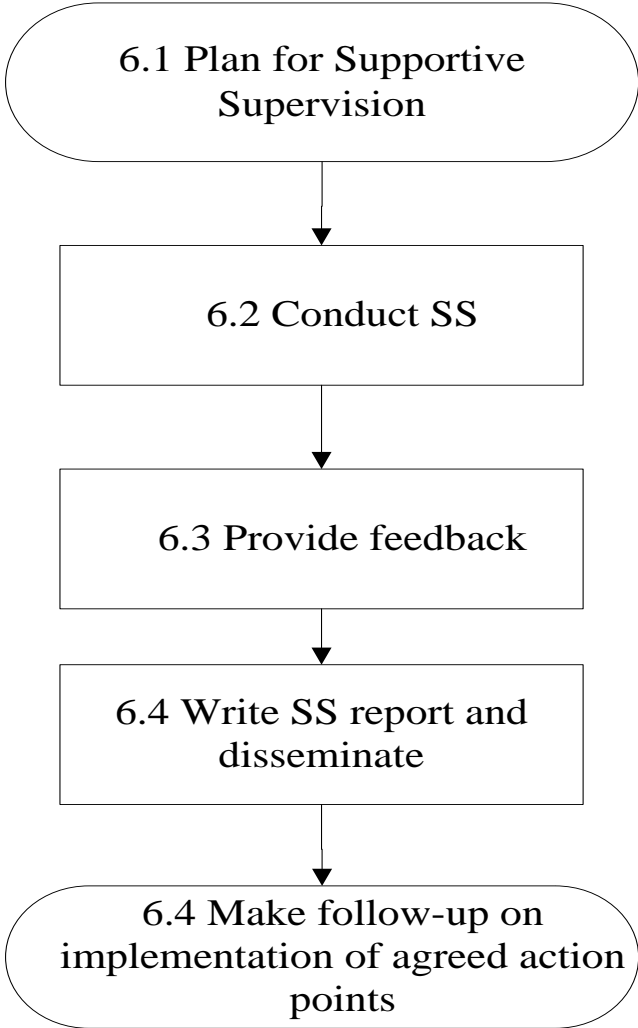 6.1 Plan for Supportive
Supervision
6.2 Conduct SS
6.3 Provide feedback
6.4 Write SS report and
disseminate
6.4 Make follow-up on
implementation of agreed action
points